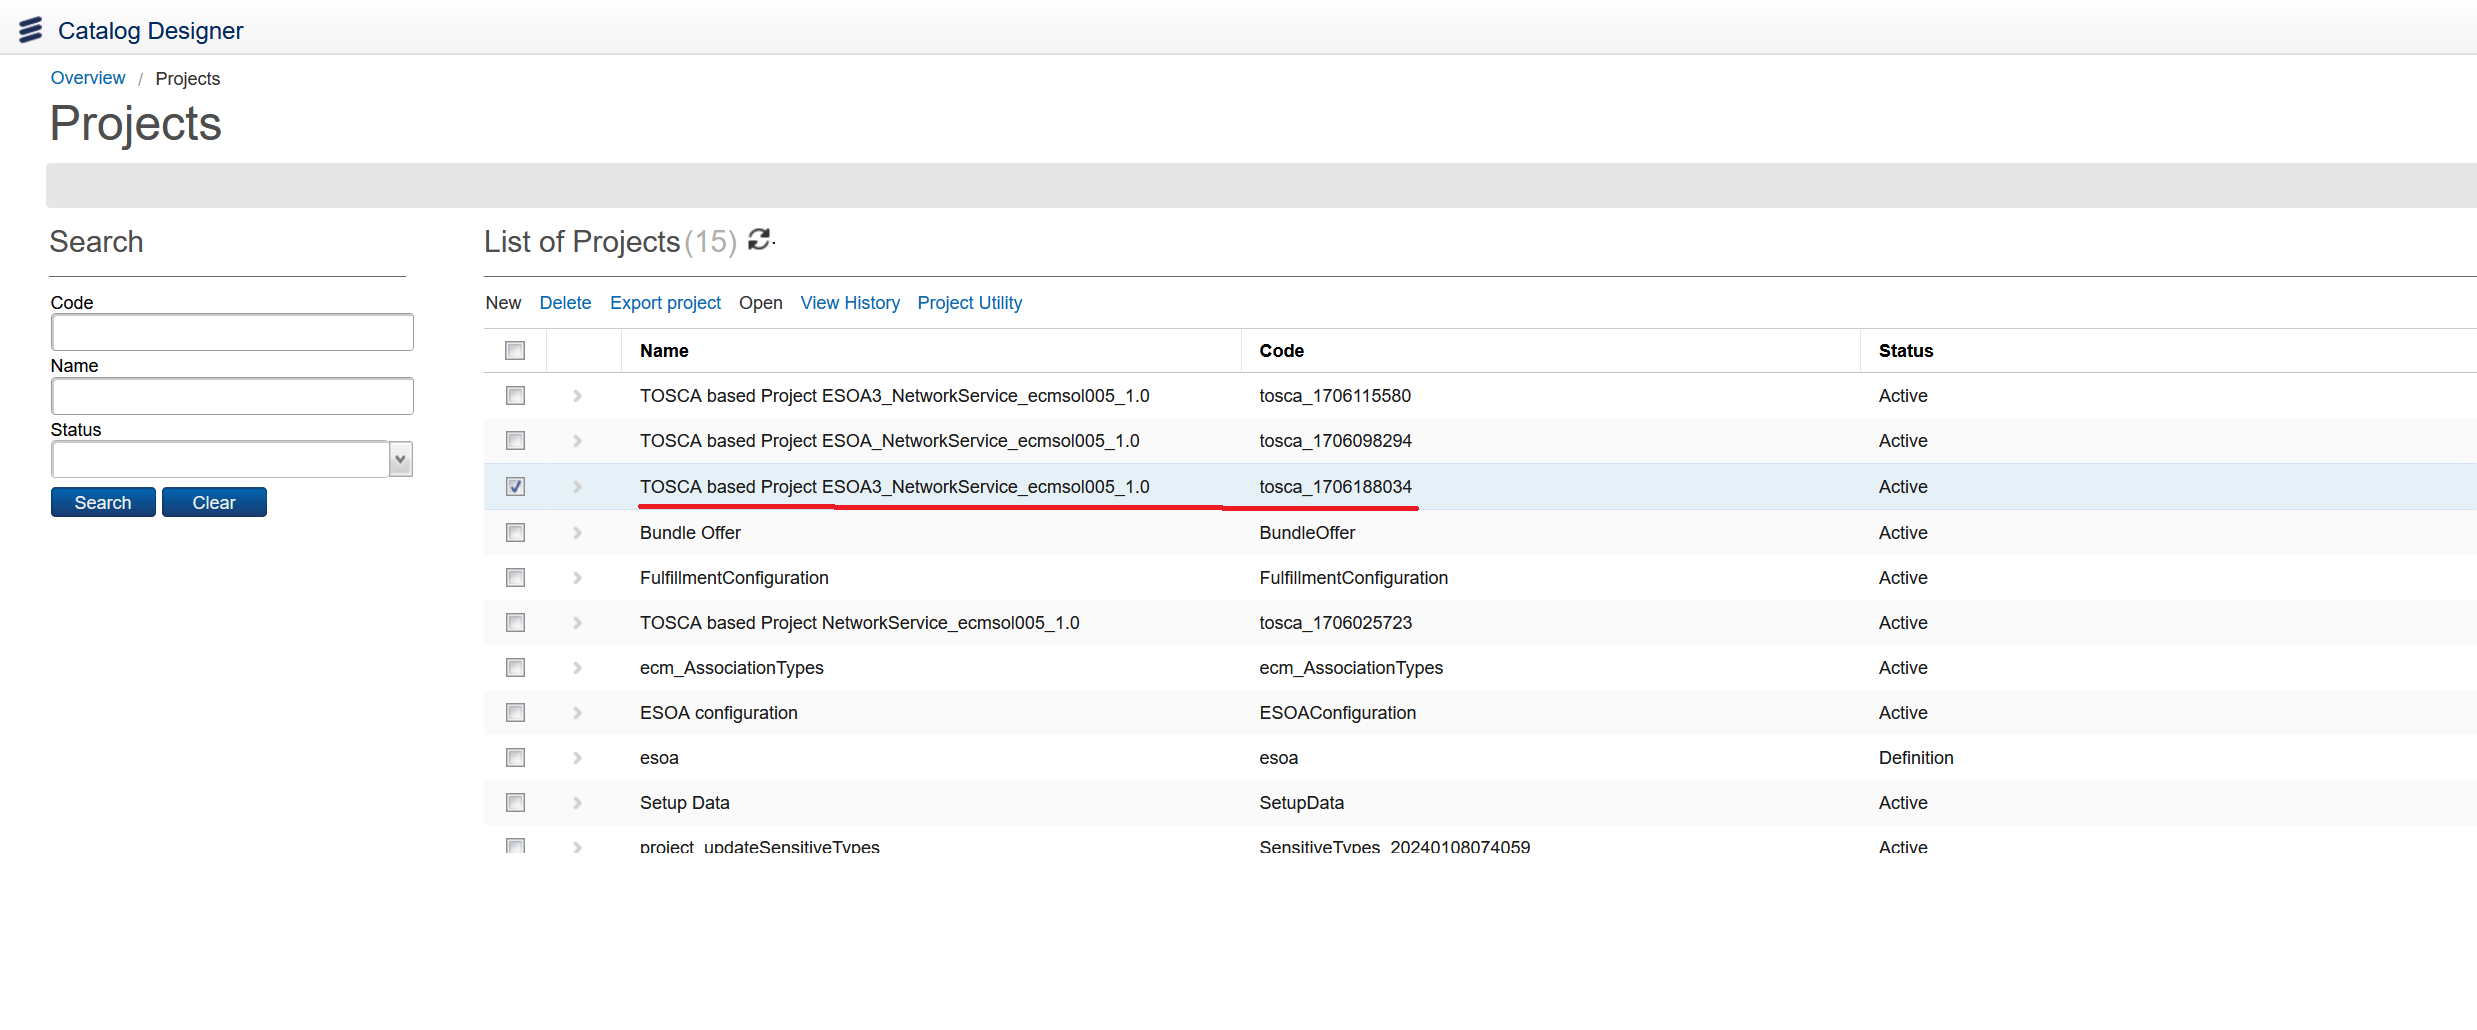 Catalog Designer
Overview / Projects
Projects
Search
Code
Name
Status
Search Clear
List of Projects (15)
New Delete Export project Open View History Project Utility
Name Code Status
TOSCA based Project ESOA3_NetworkService_ecmsol005_1.0 tosca_1706115580 Active
TOSCA based Project ESOA_NetworkService_ecmsol005_1.0 tosca_1706098294 Active
TOSCA based Project ESOA3_NetworkService_ecmsol005_1.0 tosca_1706188034 Active
Bundle Offer BundleOffer Active
FulfillmentConfiguration FulfillmentConfiguration Active
TOSCA based Project NetworkService_ecmsol005_1.0 tosca_1706025723 Active
ecm_AssociationTypes ecm_AssociationTypes Active
ESOA configuration ESOAConfiguration Active
esoa esoa Definition
Setup Data SetupData Active
project_updateSensitiveTypes SensitiveTypes_20240108074059 Active